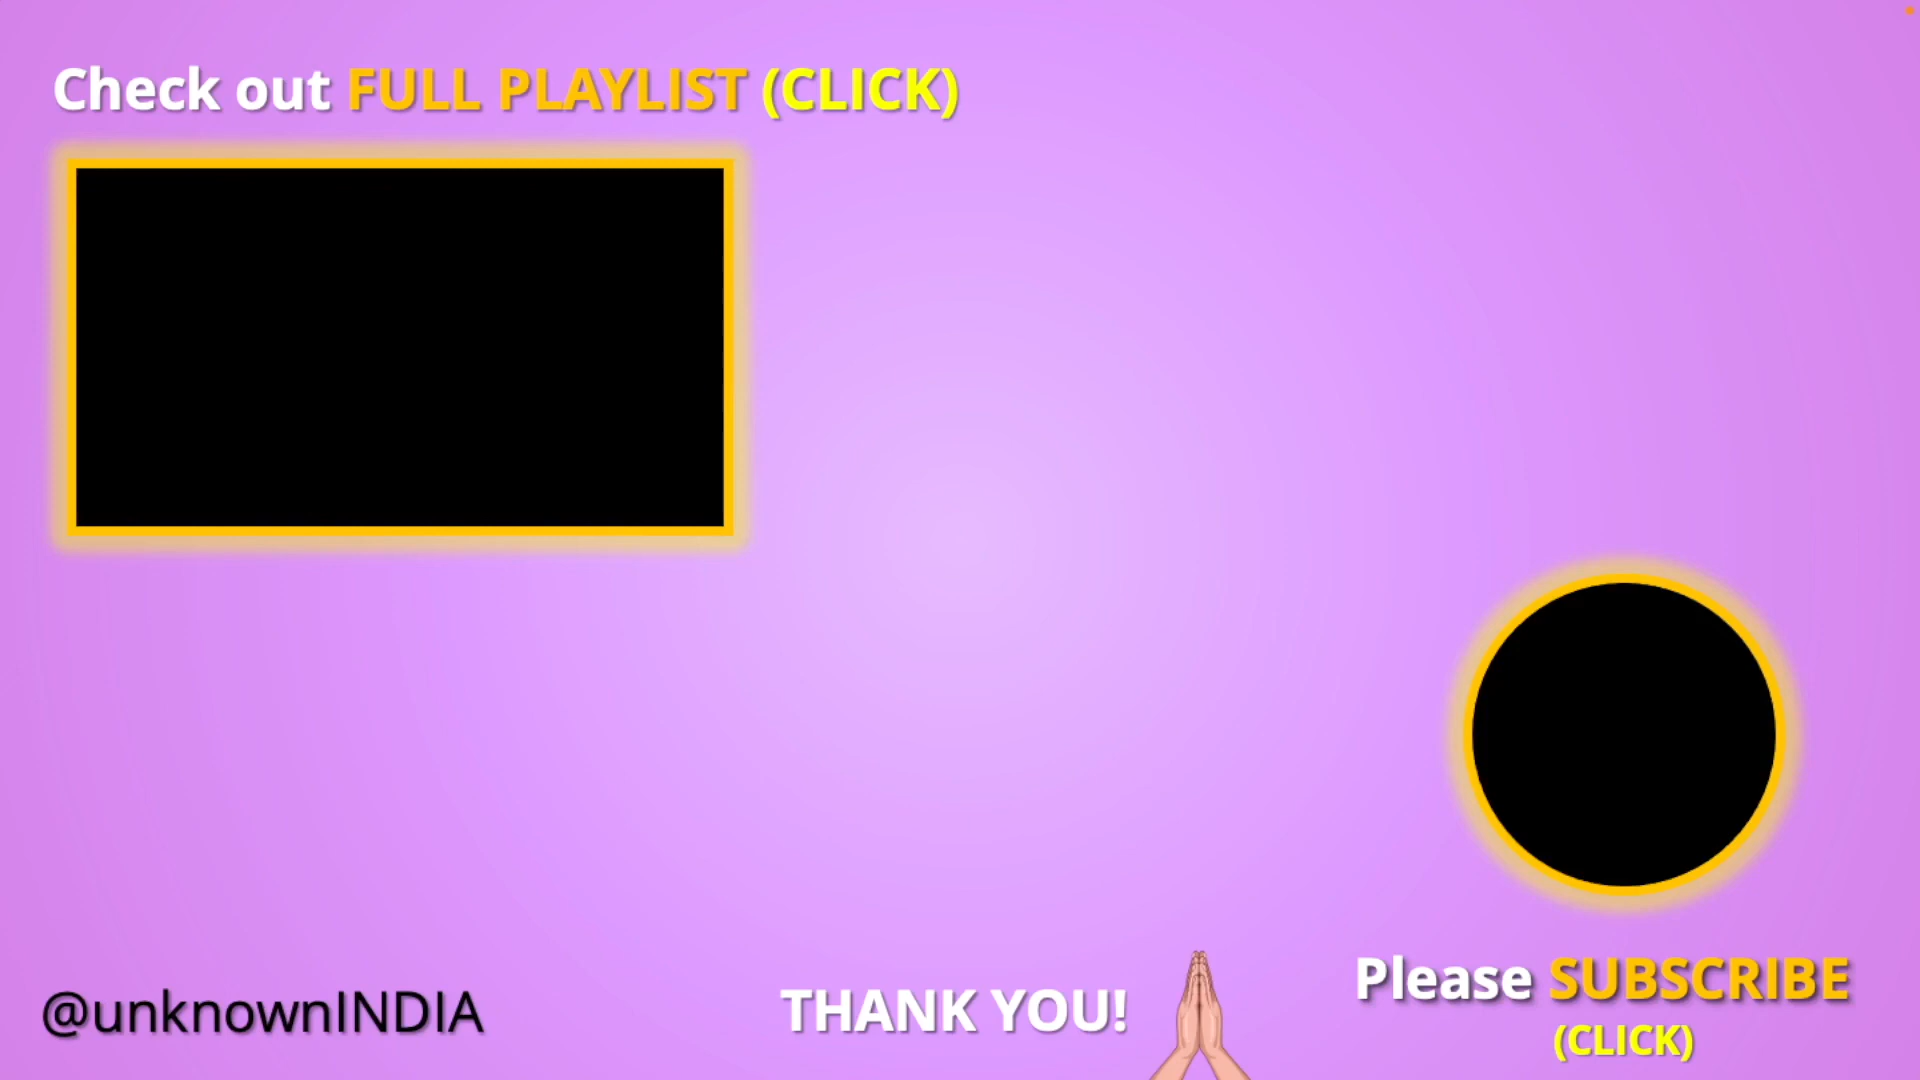 Check out FULL PLAYLIST (CLICK)
@unknownINDIA
THANK YOU!
Please SUBSCRIBE
(CLICK)